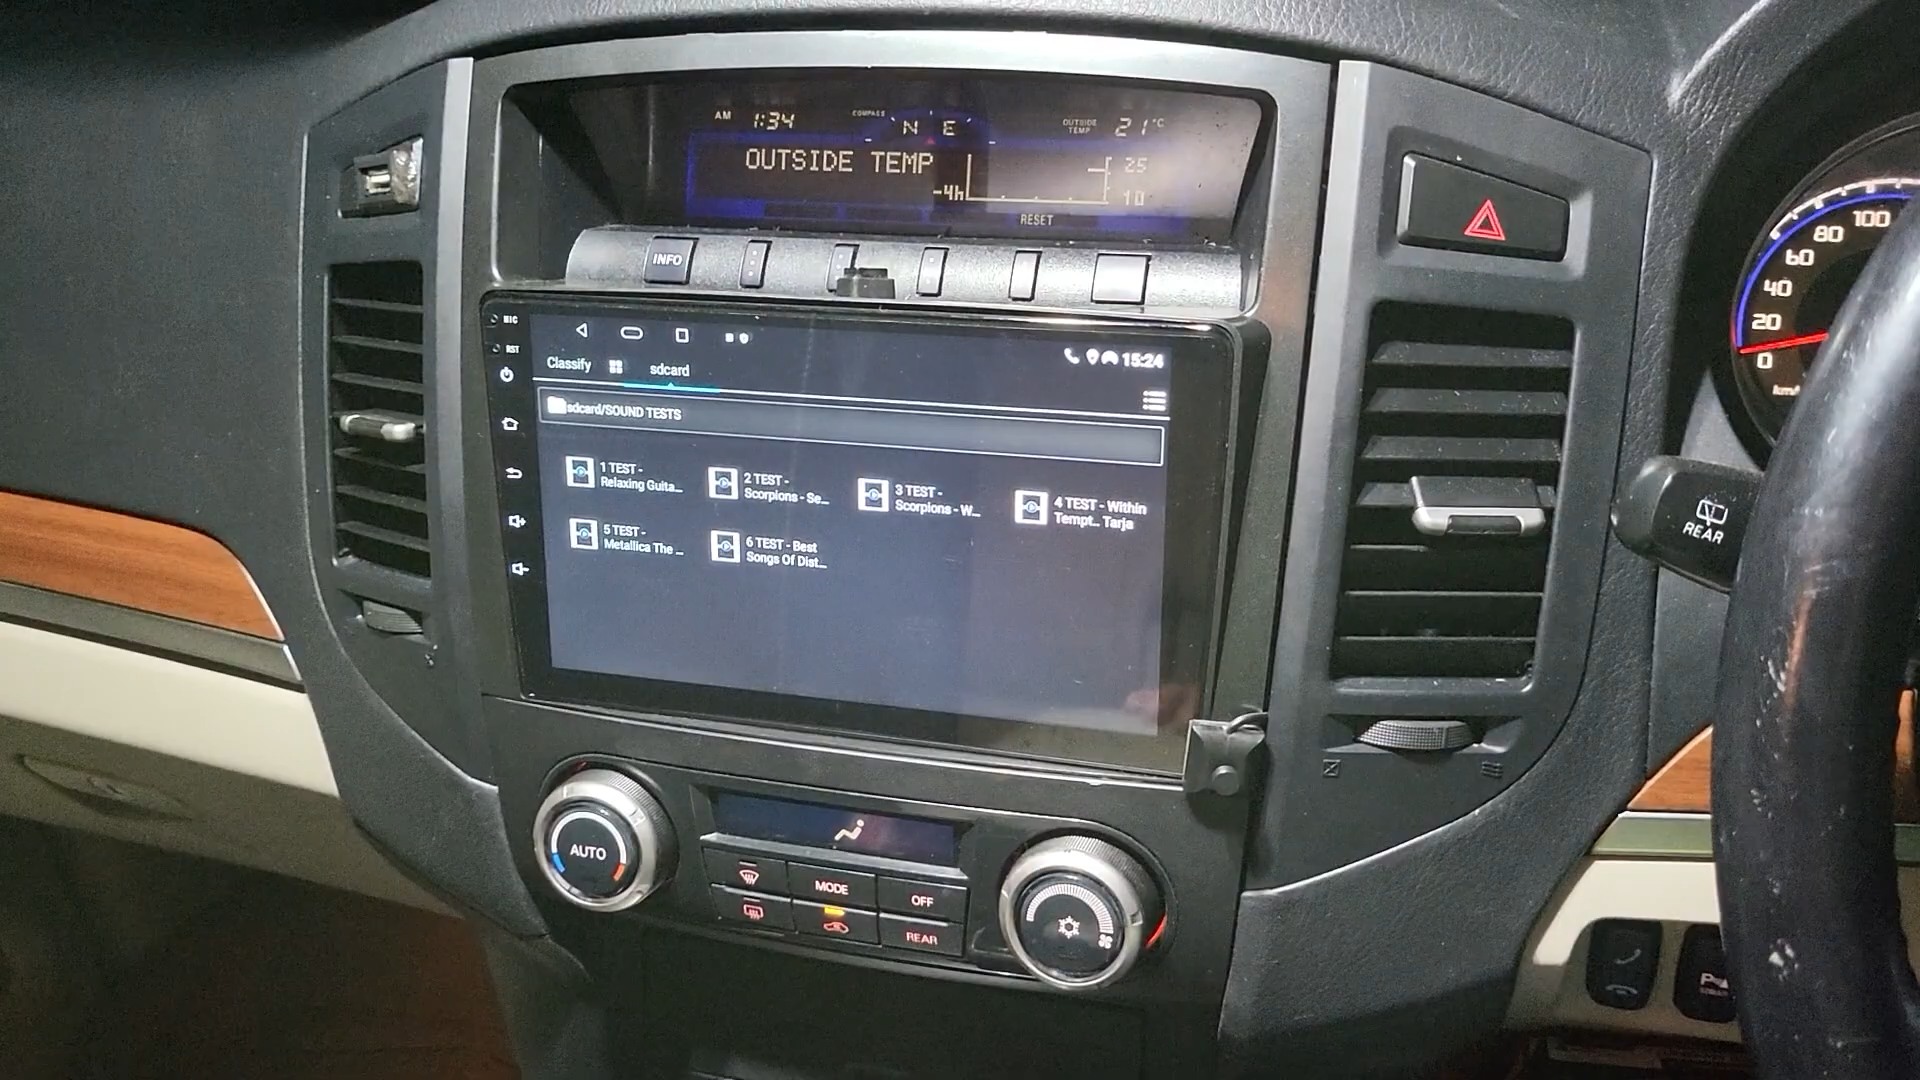 AM 1:34 COMPASS N E OUTSIDE TEMP 21°C
OUTSIDE TEMP
25
-4h
10
RESET
INFO
MIC
RST
15:24
Classify
sdcard
sdcard/SOUND TESTS
1 TEST -
Relaxing Guita...
2 TEST -
Scorpions - Se...
3 TEST -
Scorpions - W...
4 TEST - Within
Tempt... Tarja
5 TEST -
Metallica The ...
6 TEST - Best
Songs Of Dist...
AUTO
MODE
OFF
REAR
REAR
100
80
60
40
20
0